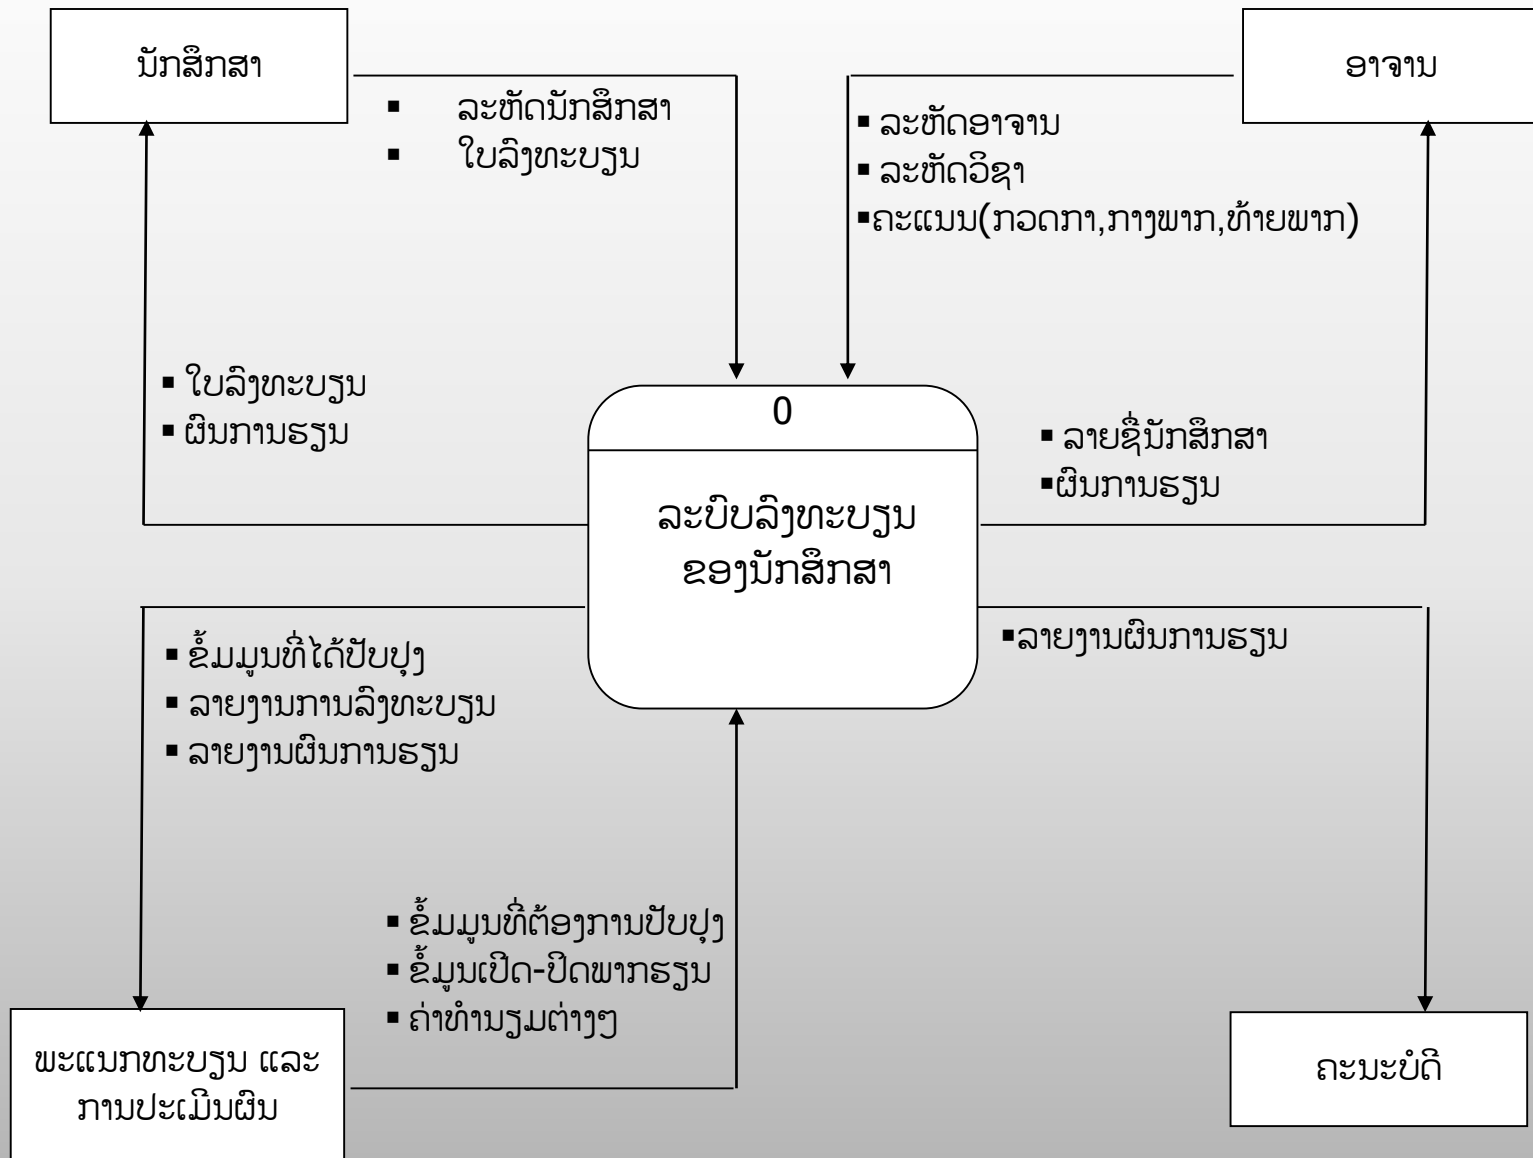 ນັກສຶກສາ
ອາຈານ
▪ ລະຫັດນັກສຶກສາ
▪ ໃບລົງທະບຽນ
▪ ລະຫັດອາຈານ
▪ ລະຫັດວິຊາ
▪ຄະແນນ(ກວດກາ,ກາງພາກ,ທ້າຍພາກ)
▪ ໃບລົງທະບຽນ
▪ ຜົນການຮຽນ
0
ລະບົບລົງທະບຽນ
ຂອງນັກສຶກສາ
▪ ລາຍຊື່ນັກສຶກສາ
▪ຜົນການຮຽນ
▪ ຂໍ້ມມູນທີ່ໄດ້ປັບປຸງ
▪ ລາຍງານການລົງທະບຽນ
▪ ລາຍງານຜົນການຮຽນ
▪ລາຍງານຜົນການຮຽນ
▪ ຂໍ້ມມູນທີ່ຕ້ອງການປັບປຸງ
▪ ຂໍ້ມູນເປີດ-ປິດພາກຮຽນ
▪ ຄ່າທຳນຽມຕ່າງໆ
ພະແນກທະບຽນ ແລະ
ການປະເມີນຜົນ
ຄະນະບໍດີ